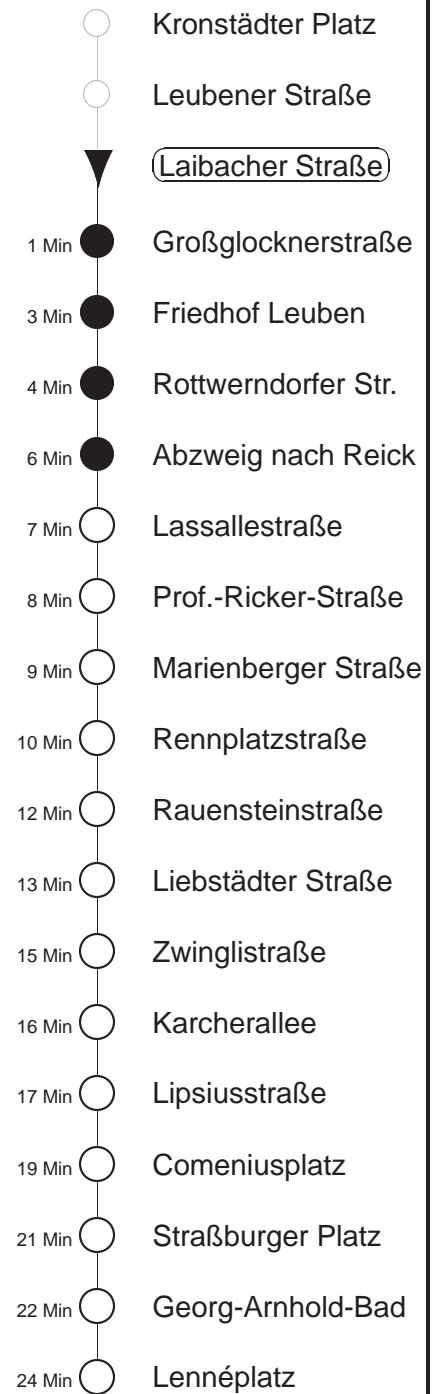 Kronstädter Platz
Leubener Straße
Laibacher Straße
1 Min Großglocknerstraße
3 Min Friedhof Leuben
4 Min Rottwerndorfer Str.
6 Min Abzweig nach Reick
7 Min Lassallestraße
8 Min Prof.-Ricker-Straße
9 Min Marienberger Straße
10 Min Rennplatzstraße
12 Min Rauensteinstraße
13 Min Liebstädter Straße
15 Min Zwinglistraße
16 Min Karcherallee
17 Min Lipsiusstraße
19 Min Comeniusplatz
21 Min Straßburger Platz
22 Min Georg-Arnhold-Bad
24 Min Lennéplatz